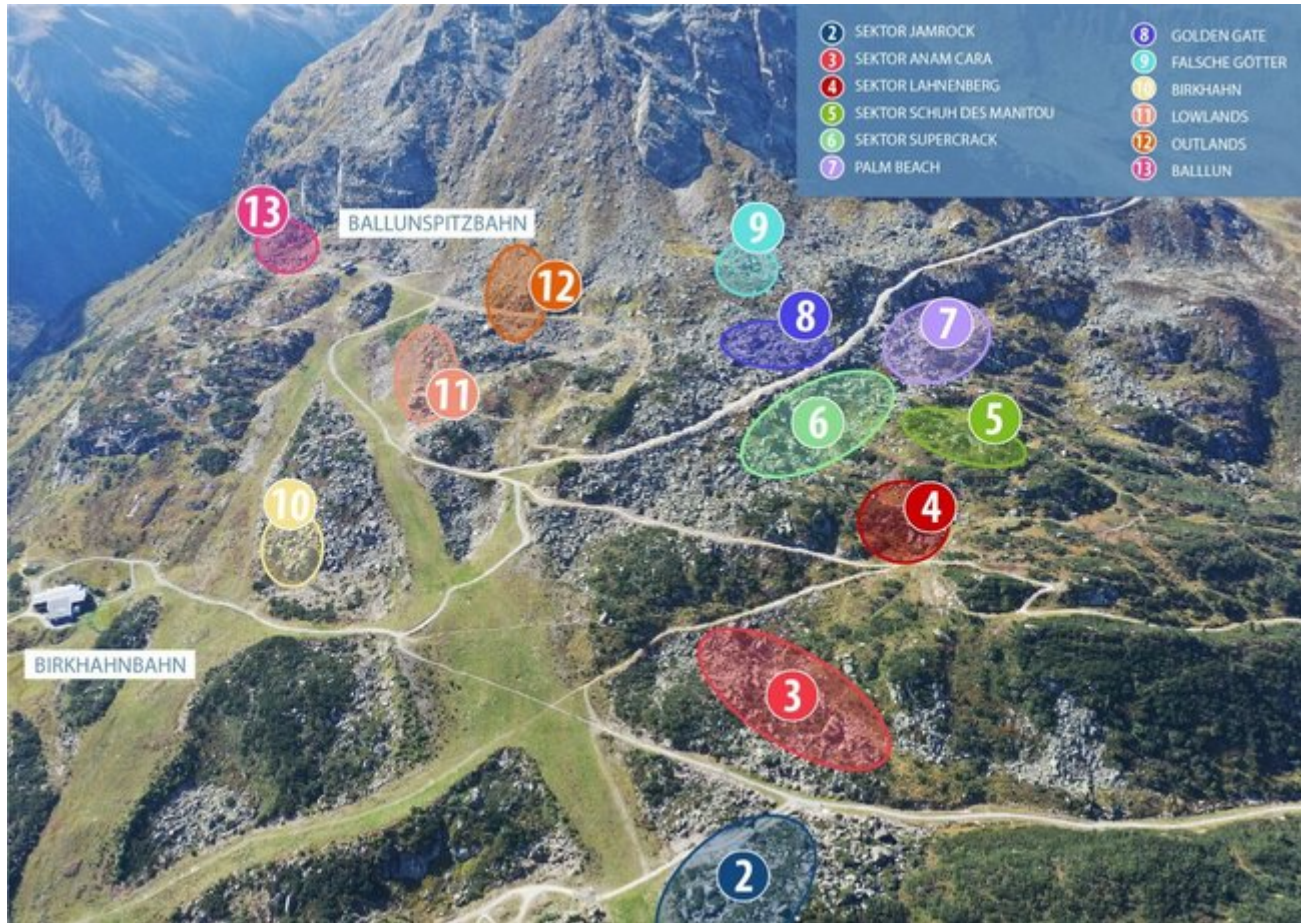 2 SEKTOR JAMROCK
3 SEKTOR ANAM CARA
4 SEKTOR LAHNENBERG
5 SEKTOR SCHUH DES MANITOU
6 SEKTOR SUPERCRACK
7 PALM BEACH
8 GOLDEN GATE
9 FALSCHE GÖTTER
10 BIRKHAHN
11 LOWLANDS
12 OUTLANDS
13 BALLLUN
13
BALLUNSPITZBAHN
9
12
8
7
11
6
5
10
4
BIRKHAHNBAHN
3
2